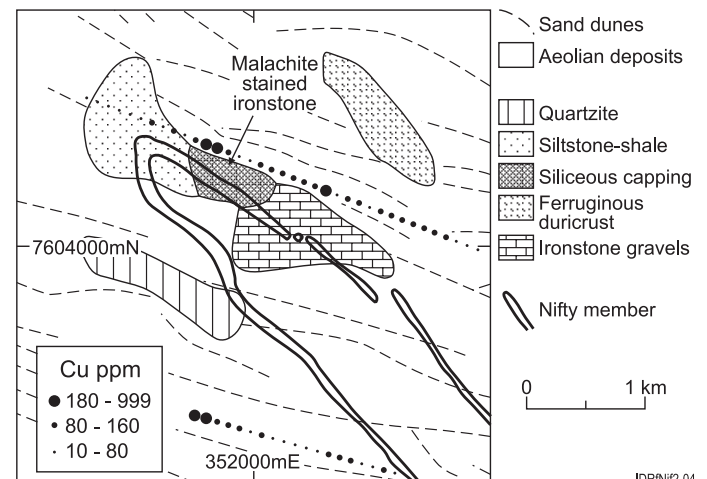 Malachite
stained
ironstone
7604000mN
352000mE
Cu ppm
180 - 999
80 - 160
10 - 80
Sand dunes
Aeolian deposits
Quartzite
Siltstone-shale
Siliceous capping
Ferruginous
duricrust
Ironstone gravels
Nifty member
0 1 km